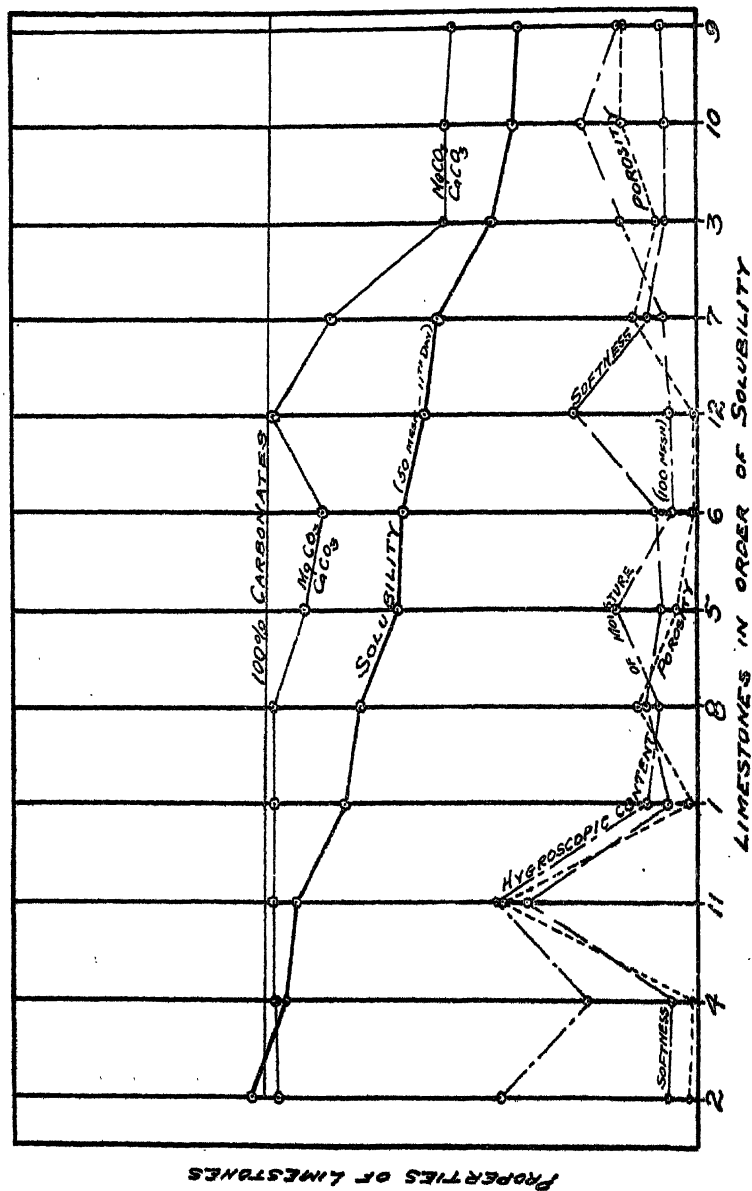 PROPERTIES OF LIMESTONES
100% CARBONATES
MgCO3
CaCO3
MgCO3
CaCO3
SOLUBILITY (50 MESH - 11TH DAY)
HYGROSCOPIC CONTENT OF MOISTURE (100 MESH)
SOFTNESS
SOFTNESS
POROSITY
POROSITY
2 4 11 1 8 5 6 12 7 3 10 9
LIMESTONES IN ORDER OF SOLUBILITY